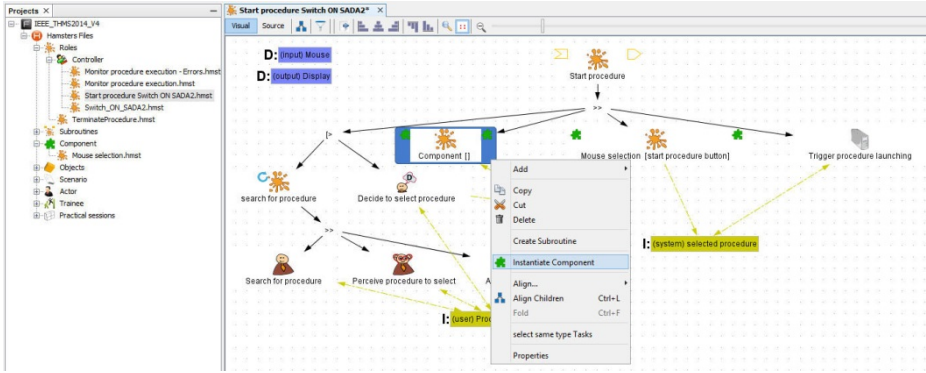 Projects ×
IEEE_THMS2014_V4
Hamsters Files
Roles
Controller
Monitor procedure execution - Errors.hmst
Monitor procedure execution.hmst
Start procedure Switch ON SADA2.hmst
Switch_ON_SADA2.hmst
TerminateProcedure.hmst
Subroutines
Component
Mouse selection.hmst
Objects
Scenario
Actor
Trainee
Practical sessions
Start procedure Switch ON SADA2* ×
Visual Source
D: (input) Mouse
D: (output) Display
Start procedure
>>
[>
Component []
Mouse selection [start procedure button]
Trigger procedure launching
search for procedure
Decide to select procedure
>>
Search for procedure
Perceive procedure to select
A
I: (user) Proc
I: (system) selected procedure
Add
Copy
Cut
Delete
Create Subroutine
Instantiate Component
Align...
Align Children Ctrl+L
Fold Ctrl+F
select same type Tasks
Properties